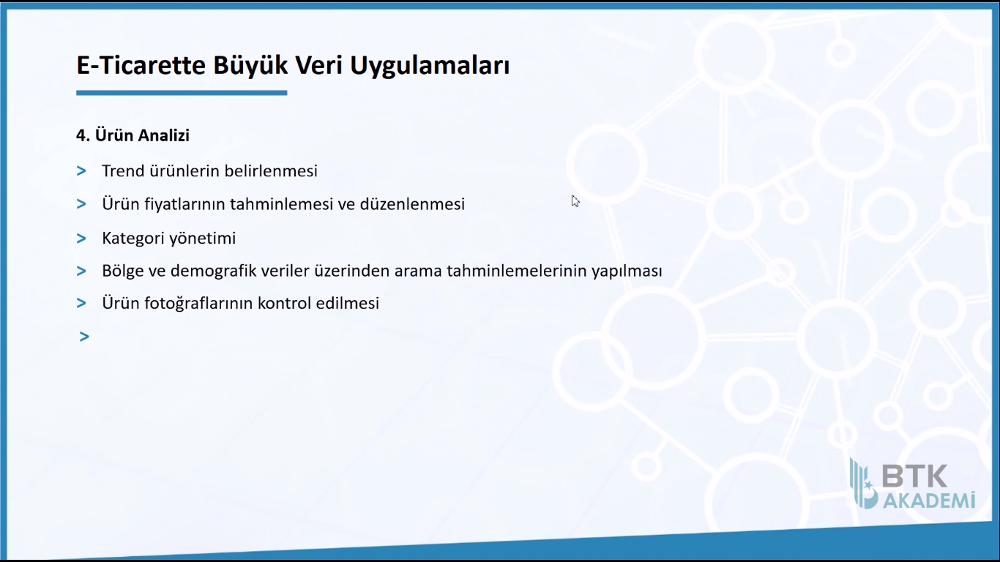 E-Ticarette Büyük Veri Uygulamaları
4. Ürün Analizi
> Trend ürünlerin belirlenmesi
> Ürün fiyatlarının tahminlemesi ve düzenlenmesi
> Kategori yönetimi
> Bölge ve demografik veriler üzerinden arama tahminlemelerinin yapılması
> Ürün fotoğraflarının kontrol edilmesi
>
BTK
AKADEMİ